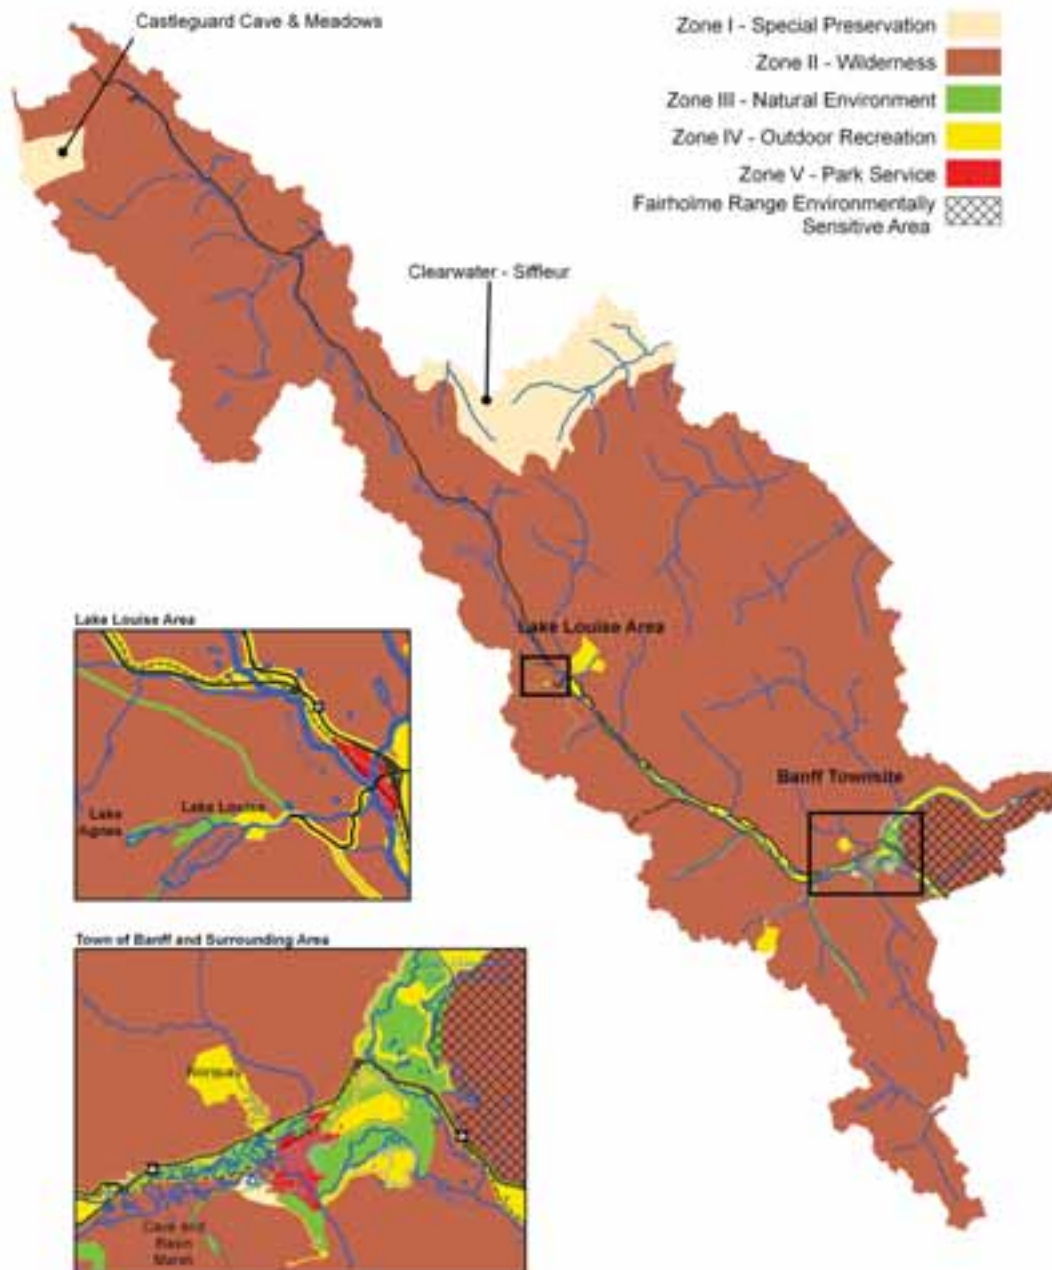 Castleguard Cave & Meadows
Zone I - Special Preservation
Zone II - Wilderness
Zone III - Natural Environment
Zone IV - Outdoor Recreation
Zone V - Park Service
Fairholme Range Environmentally
Sensitive Area
Clearwater - Siffleur
Lake Louise Area
Banff Townsite
Lake Louise Area
Lake Louise
Lake
Agnes
Town of Banff and Surrounding Area
Norquay
Cave and
Basin
Marsh